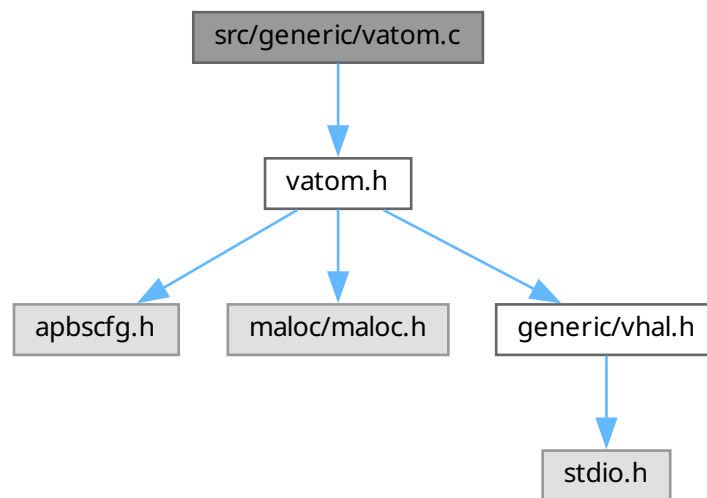 src/generic/vatom.c
vatom.h
apbscfg.h
maloc/maloc.h
generic/vhal.h
stdio.h